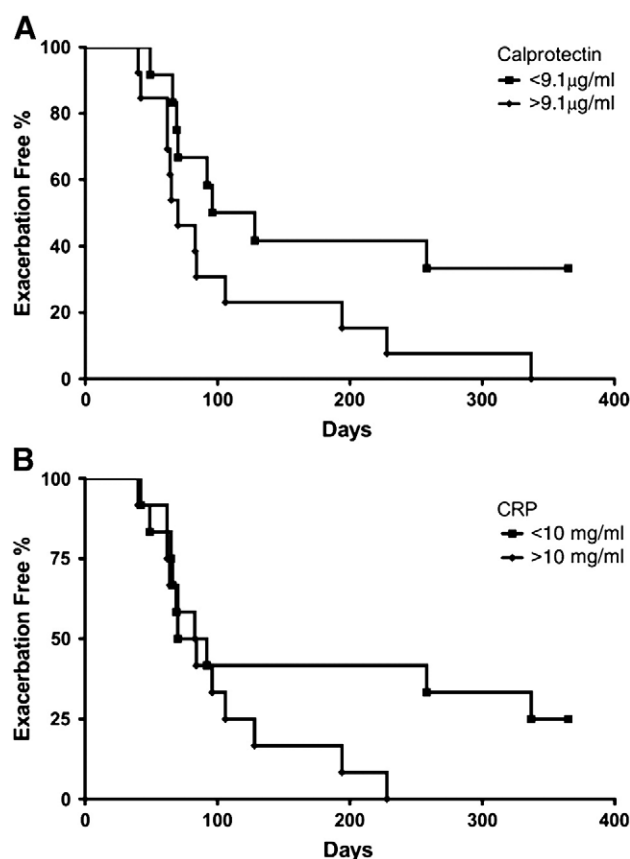 A
100
80
60
40
20
0
Exacerbation Free %
Calprotectin
<9.1µg/ml
>9.1µg/ml
0 100 200 300 400
Days
B
100
75
50
25
0
Exacerbation Free %
CRP
<10 mg/ml
>10 mg/ml
0 100 200 300 400
Days